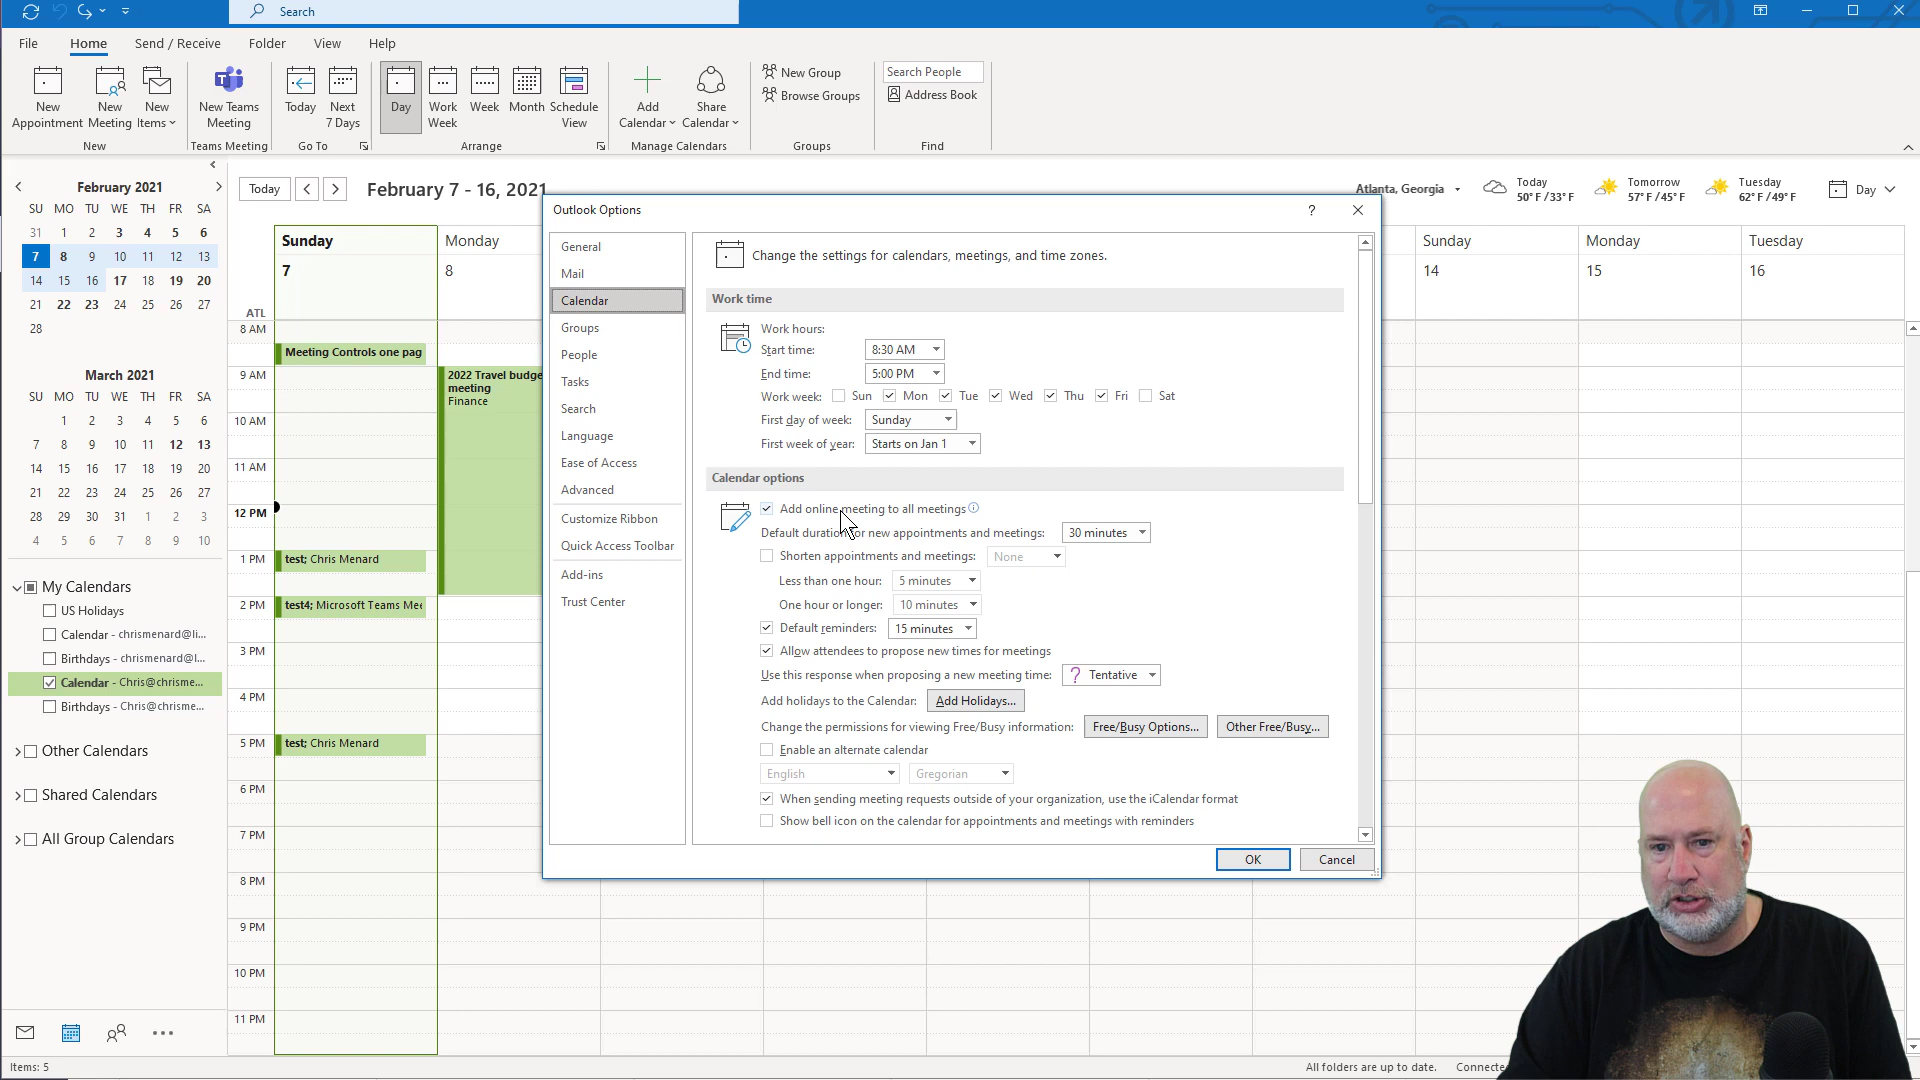 Search
File Home Send / Receive Folder View Help
New Appointment
New Meeting
New Items
New Teams Meeting
Today
Next 7 Days
Day
Work Week
Week
Month
Schedule View
Add Calendar
Share Calendar
New Group
Browse Groups
Search People
Address Book
New
Teams Meeting
Go To
Arrange
Manage Calendars
Groups
Find
February 2021
SU MO TU WE TH FR SA
31 1 2 3 4 5 6
7 8 9 10 11 12 13
14 15 16 17 18 19 20
21 22 23 24 25 26 27
28
March 2021
SU MO TU WE TH FR SA
1 2 3 4 5 6
7 8 9 10 11 12 13
14 15 16 17 18 19 20
21 22 23 24 25 26 27
28 29 30 31 1 2 3
4 5 6 7 8 9 10
My Calendars
US Holidays
Calendar - chrismenard@li...
Birthdays - chrismenard@l...
Calendar - Chris@chrisme...
Birthdays - Chris@chrisme...
Other Calendars
Shared Calendars
All Group Calendars
Today
February 7 - 16, 2021
Atlanta, Georgia
Today
50°F/33°F
Tomorrow
57°F/45°F
Tuesday
62°F/49°F
Day
Sunday
7
Monday
8
Sunday
14
Monday
15
Tuesday
16
ATL
8 AM
9 AM
10 AM
11 AM
12 PM
1 PM
2 PM
3 PM
4 PM
5 PM
6 PM
7 PM
8 PM
9 PM
10 PM
11 PM
Meeting Controls one pag
2022 Travel budge
meeting
Finance
test; Chris Menard
test4; Microsoft Teams Mee
test; Chris Menard
Outlook Options
?
General
Mail
Calendar
Groups
People
Tasks
Search
Language
Ease of Access
Advanced
Customize Ribbon
Quick Access Toolbar
Add-ins
Trust Center
Change the settings for calendars, meetings, and time zones.
Work time
Work hours:
Start time: 8:30 AM
End time: 5:00 PM
Work week: Sun Mon Tue Wed Thu Fri Sat
First day of week: Sunday
First week of year: Starts on Jan 1
Calendar options
Add online meeting to all meetings
Default duration for new appointments and meetings: 30 minutes
Shorten appointments and meetings: None
Less than one hour: 5 minutes
One hour or longer: 10 minutes
Default reminders: 15 minutes
Allow attendees to propose new times for meetings
Use this response when proposing a new meeting time: ? Tentative
Add holidays to the Calendar: Add Holidays...
Change the permissions for viewing Free/Busy information: Free/Busy Options... Other Free/Busy...
Enable an alternate calendar
English Gregorian
When sending meeting requests outside of your organization, use the iCalendar format
Show bell icon on the calendar for appointments and meetings with reminders
OK Cancel
Items: 5
All folders are up to date.